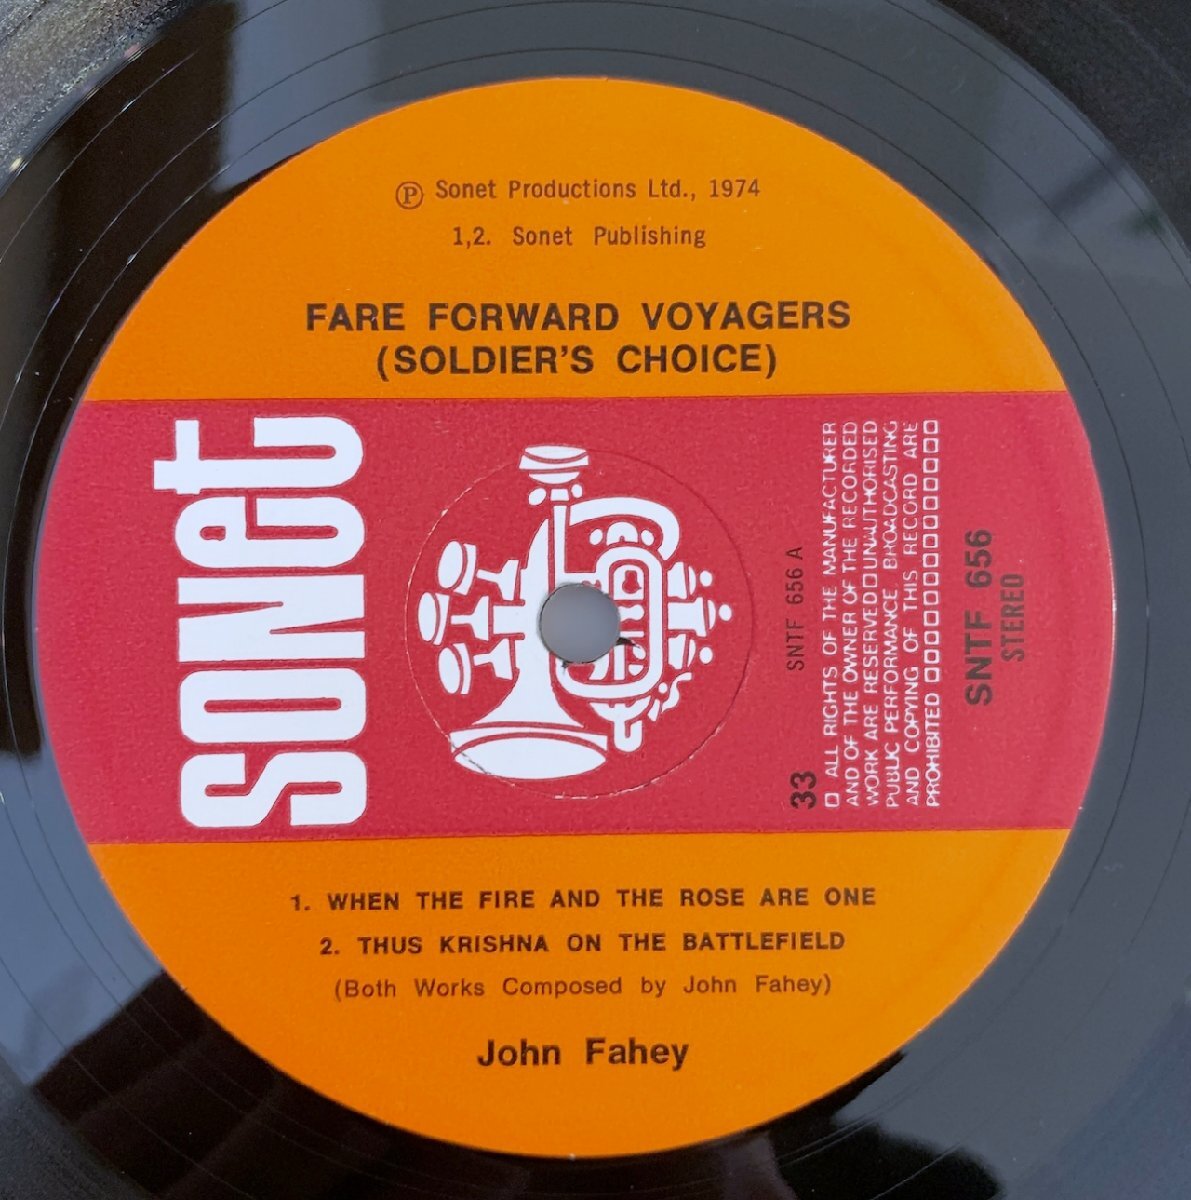 Ⓟ Sonet Productions Ltd., 1974
1,2. Sonet Publishing
FARE FORWARD VOYAGERS
(SOLDIER'S CHOICE)
sonet
33
SNTF 656 A
□ ALL RIGHTS OF THE MANUFACTURER
AND OF THE OWNER OF THE RECORDED
WORK ARE RESERVED □ UNAUTHORISED
PUBLIC PERFORMANCE, BROADCASTING
AND COPYING OF THIS RECORD ARE
PROHIBITED □□□□□□□□□□□□□□
SNTF 656
STEREO
1. WHEN THE FIRE AND THE ROSE ARE ONE
2. THUS KRISHNA ON THE BATTLEFIELD
(Both Works Composed by John Fahey)
John Fahey